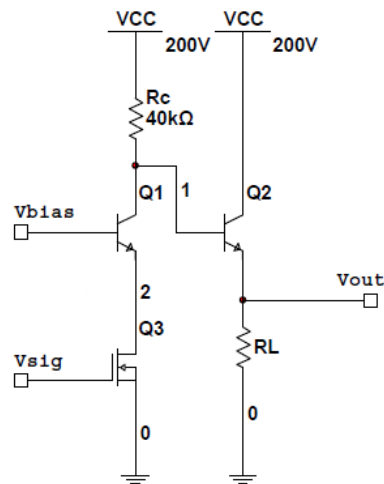 VCC VCC
200V 200V
Rc
40kΩ
Q1 1 Q2
Vbias
Vout
2
Q3
RL
Vsig
0 0